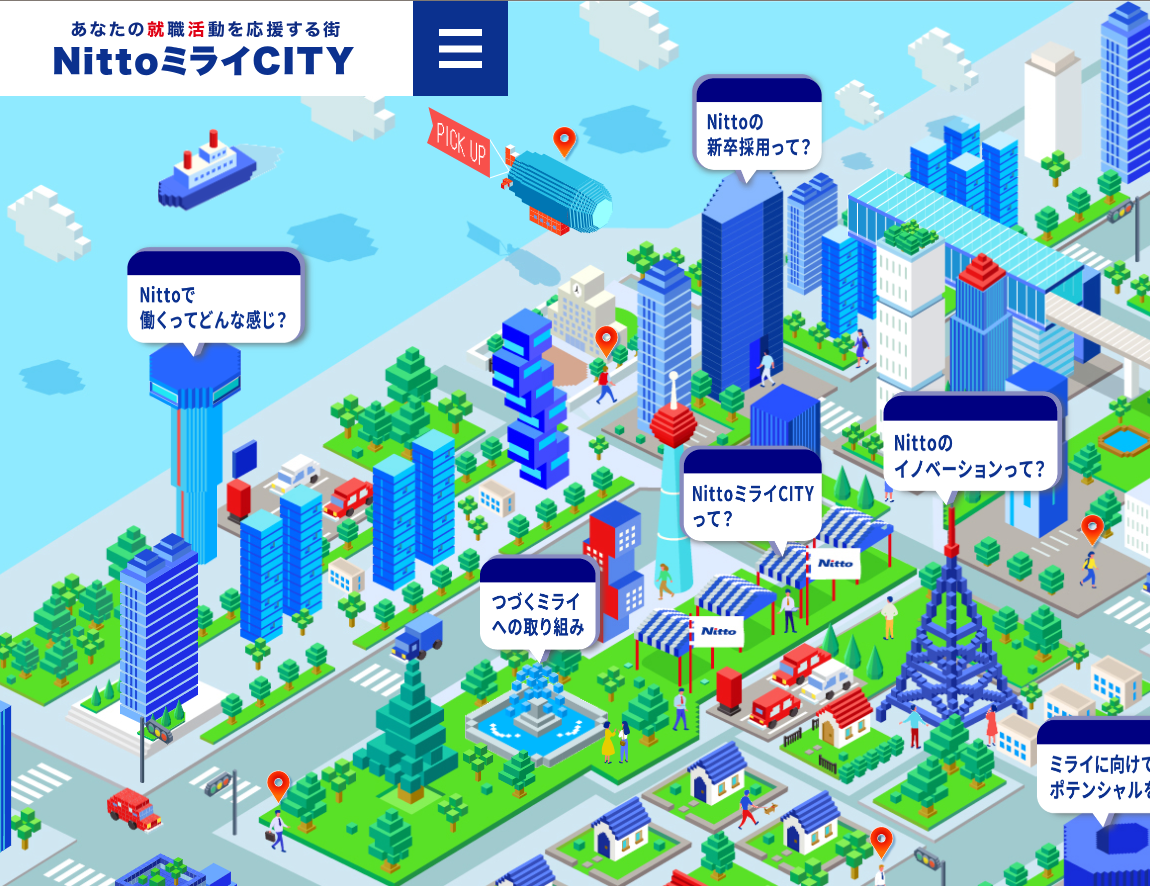 あなたの就職活動を応援する街
NittoミライCITY
PICK UP
Nittoの
新卒採用って?
Nittoで
働くってどんな感じ?
Nittoの
イノベーションって?
NittoミライCITY
って?
Nitto
Nitto
つづくミライ
への取り組み
ミライに向けて
ポテンシャルを